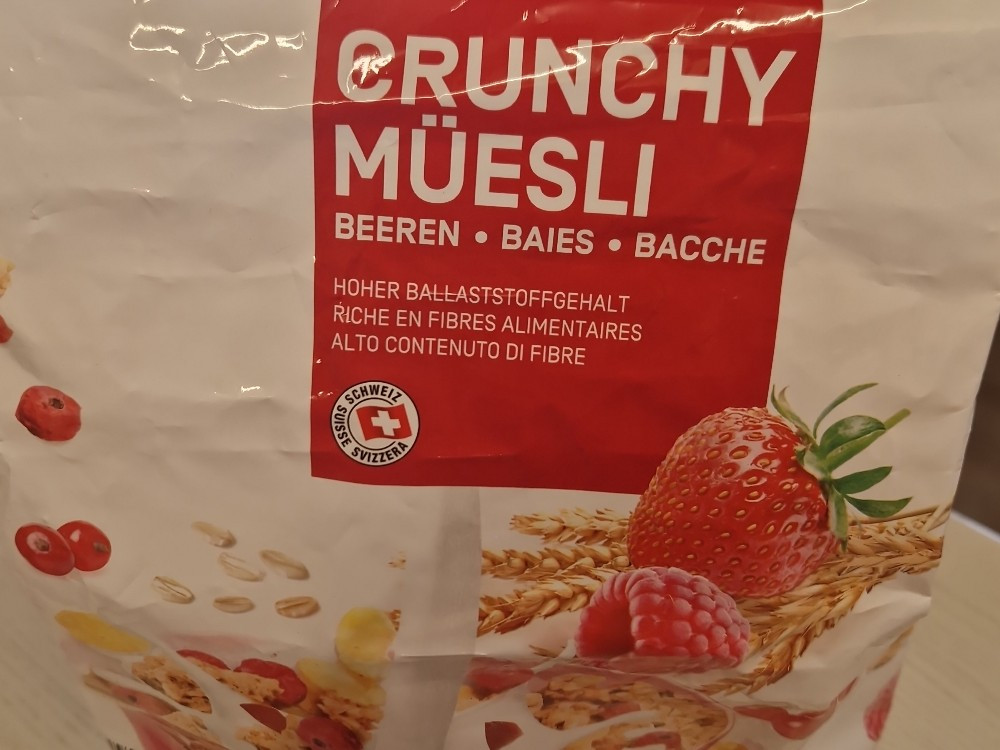 CRUNCHY
MÜESLI
BEEREN • BAIES • BACCHE
HOHER BALLASTSTOFFGEHALT
RICHE EN FIBRES ALIMENTAIRES
ALTO CONTENUTO DI FIBRE
SCHWEIZ
SUISSE SVIZZERA